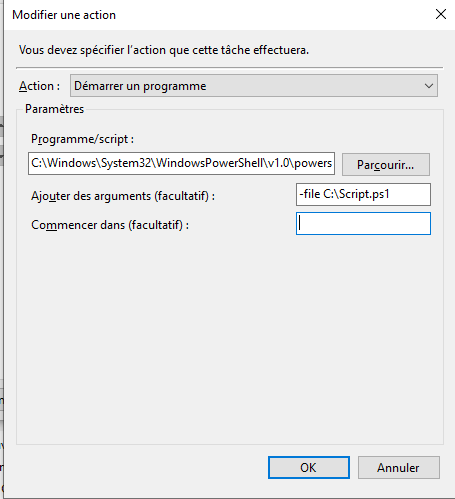 Modifier une action
Vous devez spécifier l'action que cette tâche effectuera.
Action : Démarrer un programme
Paramètres
Programme/script :
C:\Windows\System32\WindowsPowerShell\v1.0\powers Parcourir...
Ajouter des arguments (facultatif) : -file C:\Script.ps1
Commencer dans (facultatif) :
OK Annuler